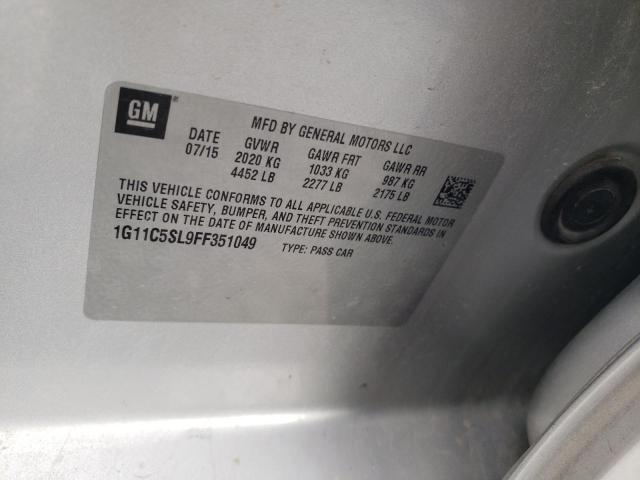 GM ®
MFD BY GENERAL MOTORS LLC
DATE GVWR GAWR FRT GAWR RR
07/15 2020 KG 1033 KG 987 KG
4452 LB 2277 LB 2175 LB
THIS VEHICLE CONFORMS TO ALL APPLICABLE U.S. FEDERAL MOTOR
VEHICLE SAFETY, BUMPER, AND THEFT PREVENTION STANDARDS IN
EFFECT ON THE DATE OF MANUFACTURE SHOWN ABOVE.
1G11C5SL9FF351049 TYPE: PASS CAR